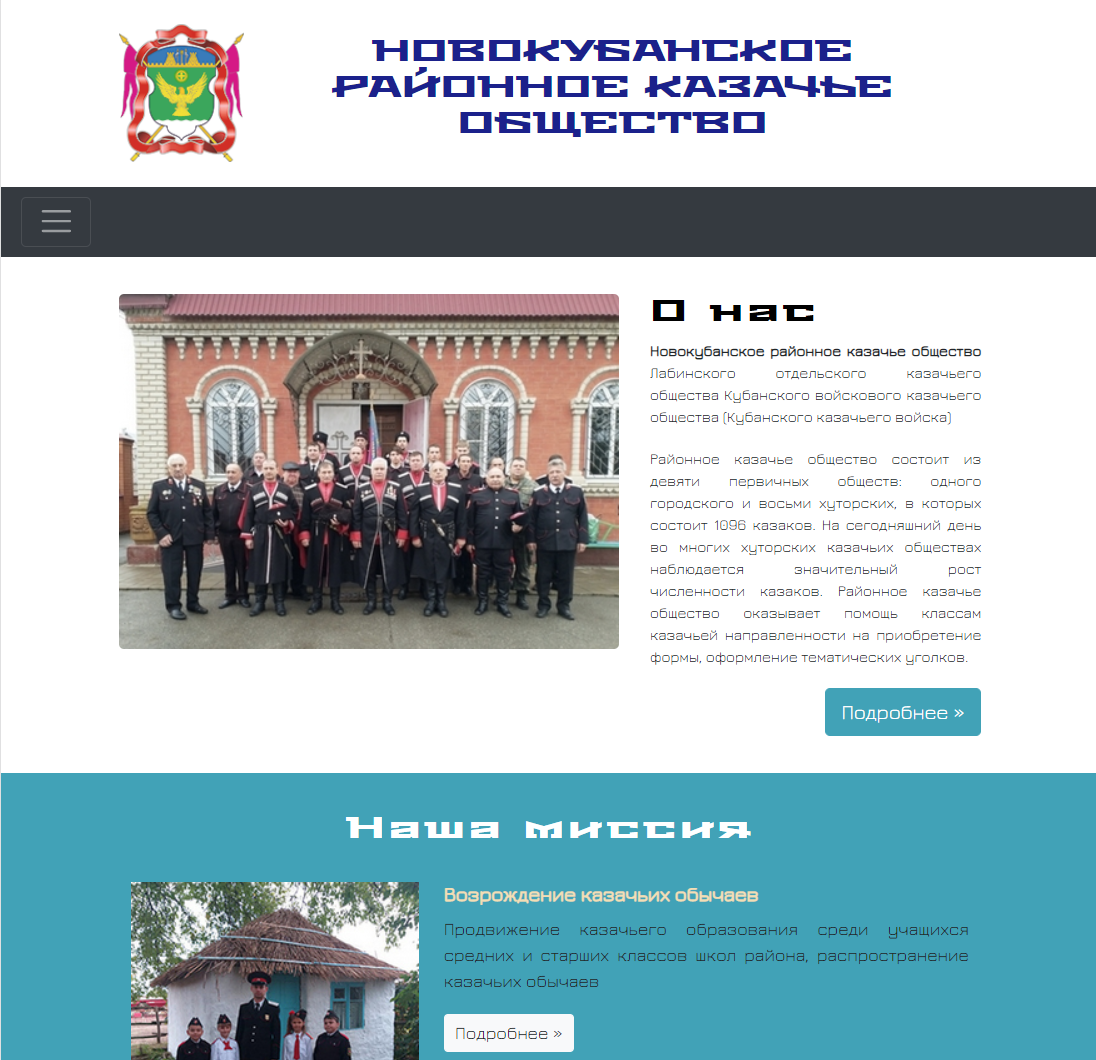 НОВОКУБАНСКОЕ
РАЙОННОЕ КАЗАЧЬЕ
ОБЩЕСТВО
О нас
Новокубанское районное казачье общество
Лабинского отдельского казачьего
общества Кубанского войскового казачьего
общества (Кубанского казачьего войска)
Районное казачье общество состоит из
девяти первичных обществ: одного
городского и восьми хуторских, в которых
состоит 1096 казаков. На сегодняшний день
во многих хуторских казачьих обществах
наблюдается значительный рост
численности казаков. Районное казачье
общество оказывает помощь классам
казачьей направленности на приобретение
формы, оформление тематических уголков.
Подробнее »
Наша миссия
Возрождение казачьих обычаев
Продвижение казачьего образования среди учащихся
средних и старших классов школ района, распространение
казачьих обычаев
Подробнее »